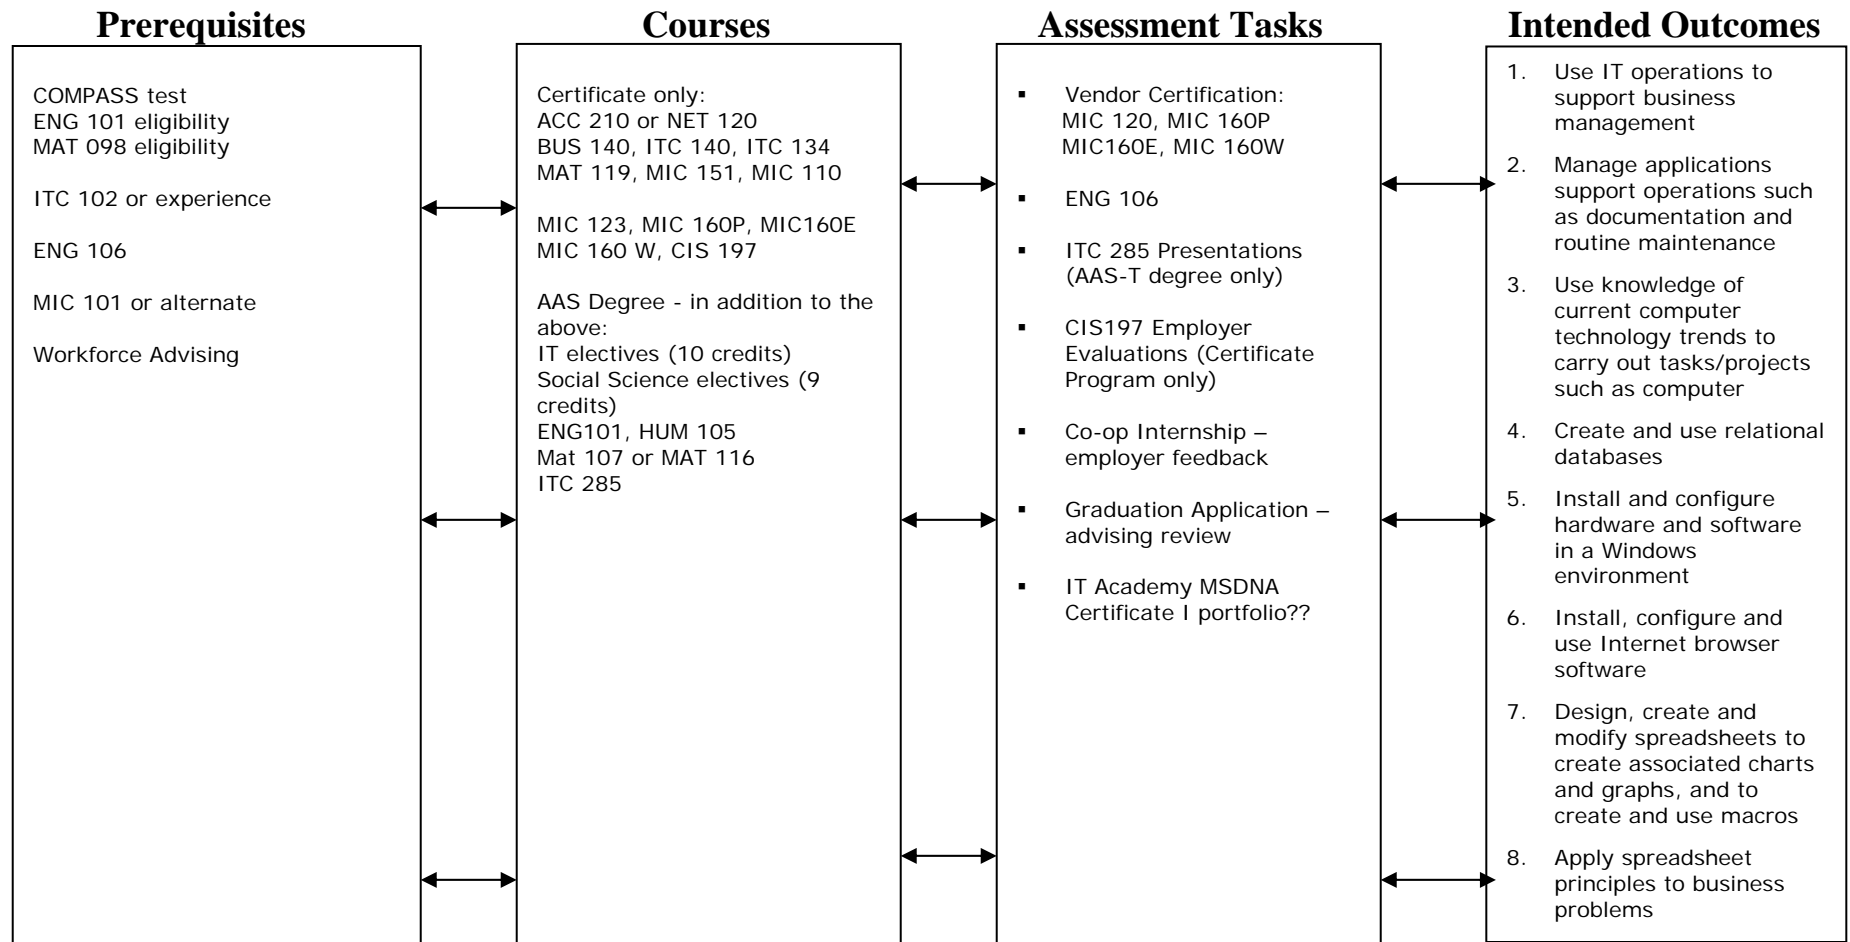 Prerequisites
COMPASS test
ENG 101 eligibility
MAT 098 eligibility
ITC 102 or experience
ENG 106
MIC 101 or alternate
Workforce Advising
Courses
Certificate only:
ACC 210 or NET 120
BUS 140, ITC 140, ITC 134
MAT 119, MIC 151, MIC 110
MIC 123, MIC 160P, MIC160E
MIC 160 W, CIS 197
AAS Degree - in addition to the
above:
IT electives (10 credits)
Social Science electives (9
credits)
ENG101, HUM 105
Mat 107 or MAT 116
ITC 285
Assessment Tasks
▪ Vendor Certification:
MIC 120, MIC 160P
MIC160E, MIC 160W
▪ ENG 106
▪ ITC 285 Presentations
(AAS-T degree only)
▪ CIS197 Employer
Evaluations (Certificate
Program only)
▪ Co-op Internship –
employer feedback
▪ Graduation Application –
advising review
▪ IT Academy MSDNA
Certificate I portfolio??
Intended Outcomes
1. Use IT operations to
support business
management
2. Manage applications
support operations such
as documentation and
routine maintenance
3. Use knowledge of
current computer
technology trends to
carry out tasks/projects
such as computer
4. Create and use relational
databases
5. Install and configure
hardware and software
in a Windows
environment
6. Install, configure and
use Internet browser
software
7. Design, create and
modify spreadsheets to
create associated charts
and graphs, and to
create and use macros
8. Apply spreadsheet
principles to business
problems